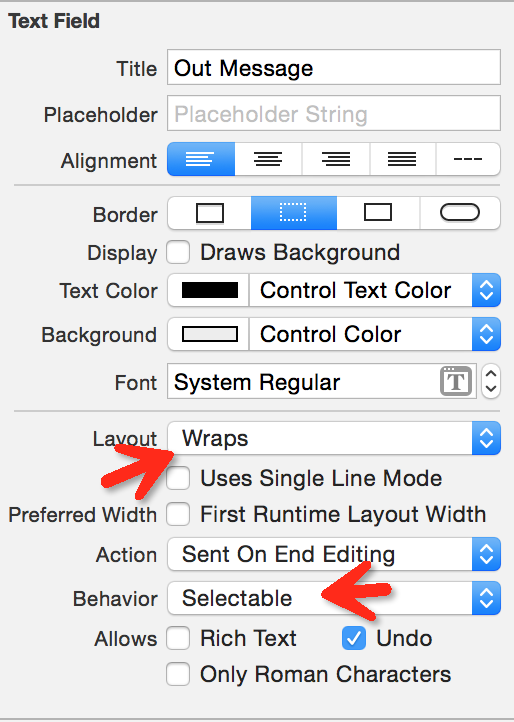 Text Field
Title Out Message
Placeholder Placeholder String
Alignment
Border
Display Draws Background
Text Color Control Text Color
Background Control Color
Font System Regular T
Layout Wraps
Uses Single Line Mode
Preferred Width First Runtime Layout Width
Action Sent On End Editing
Behavior Selectable
Allows Rich Text Undo
Only Roman Characters